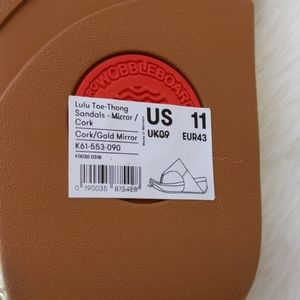 WOBBLEBOARD
Lulu Toe-Thong
Sandals - Mirror /
Cork
Cork/Gold Mirror
K61-553-090
F0030 0318
US 11
UK09 EUR43
0 190036 875428